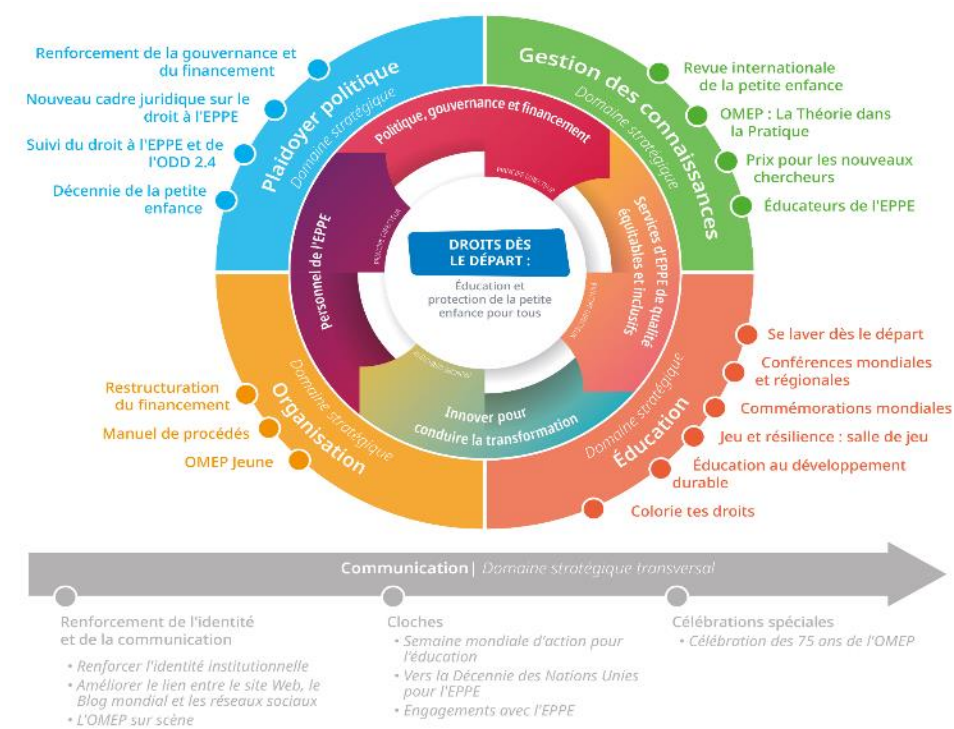 Renforcement de la gouvernance et
du financement
Nouveau cadre juridique sur le
droit à l'EPPE
Suivi du droit à l'EPPE et de
l'ODD 2.4
Décennie de la petite
enfance
Plaidoyer politique
Domaine stratégique
Gestion des connaissances
Domaine stratégique
Revue internationale
de la petite enfance
OMEP : La Théorie dans
la Pratique
Prix pour les nouveaux
chercheurs
Éducateurs de l'EPPE
Politique, gouvernance et financement
PRINCIPE DIRECTEUR
Services d'EPPE de qualité
équitables et inclusifs
PRINCIPE DIRECTEUR
Personnel de l'EPPE
PRINCIPE DIRECTEUR
Innover pour
conduire la transformation
PRINCIPE DIRECTEUR
DROITS DÈS
LE DÉPART :
Éducation et
protection de la petite
enfance pour tous
Restructuration
du financement
Manuel de procédés
OMEP Jeune
Domaine stratégique
Organisation
Domaine stratégique
Éducation
Se laver dès le départ
Conférences mondiales
et régionales
Commémorations mondiales
Jeu et résilience : salle de jeu
Éducation au développement
durable
Colorie tes droits
Communication| Domaine stratégique transversal
Renforcement de l'identité
et de la communication
• Renforcer l'identité institutionnelle
• Améliorer le lien entre le site Web, le
Blog mondial et les réseaux sociaux
• L'OMEP sur scène
Cloches
• Semaine mondiale d'action pour
l'éducation
• Vers la Décennie des Nations Unies
pour l'EPPE
• Engagements avec l'EPPE
Célébrations spéciales
• Célébration des 75 ans de l'OMEP